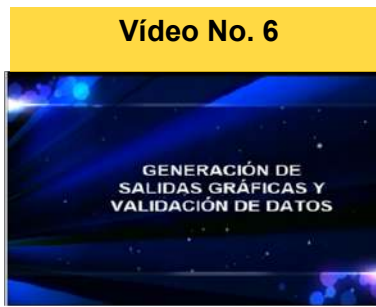 Vídeo No. 6
GENERACIÓN DE
SALIDAS GRÁFICAS Y
VALIDACIÓN DE DATOS